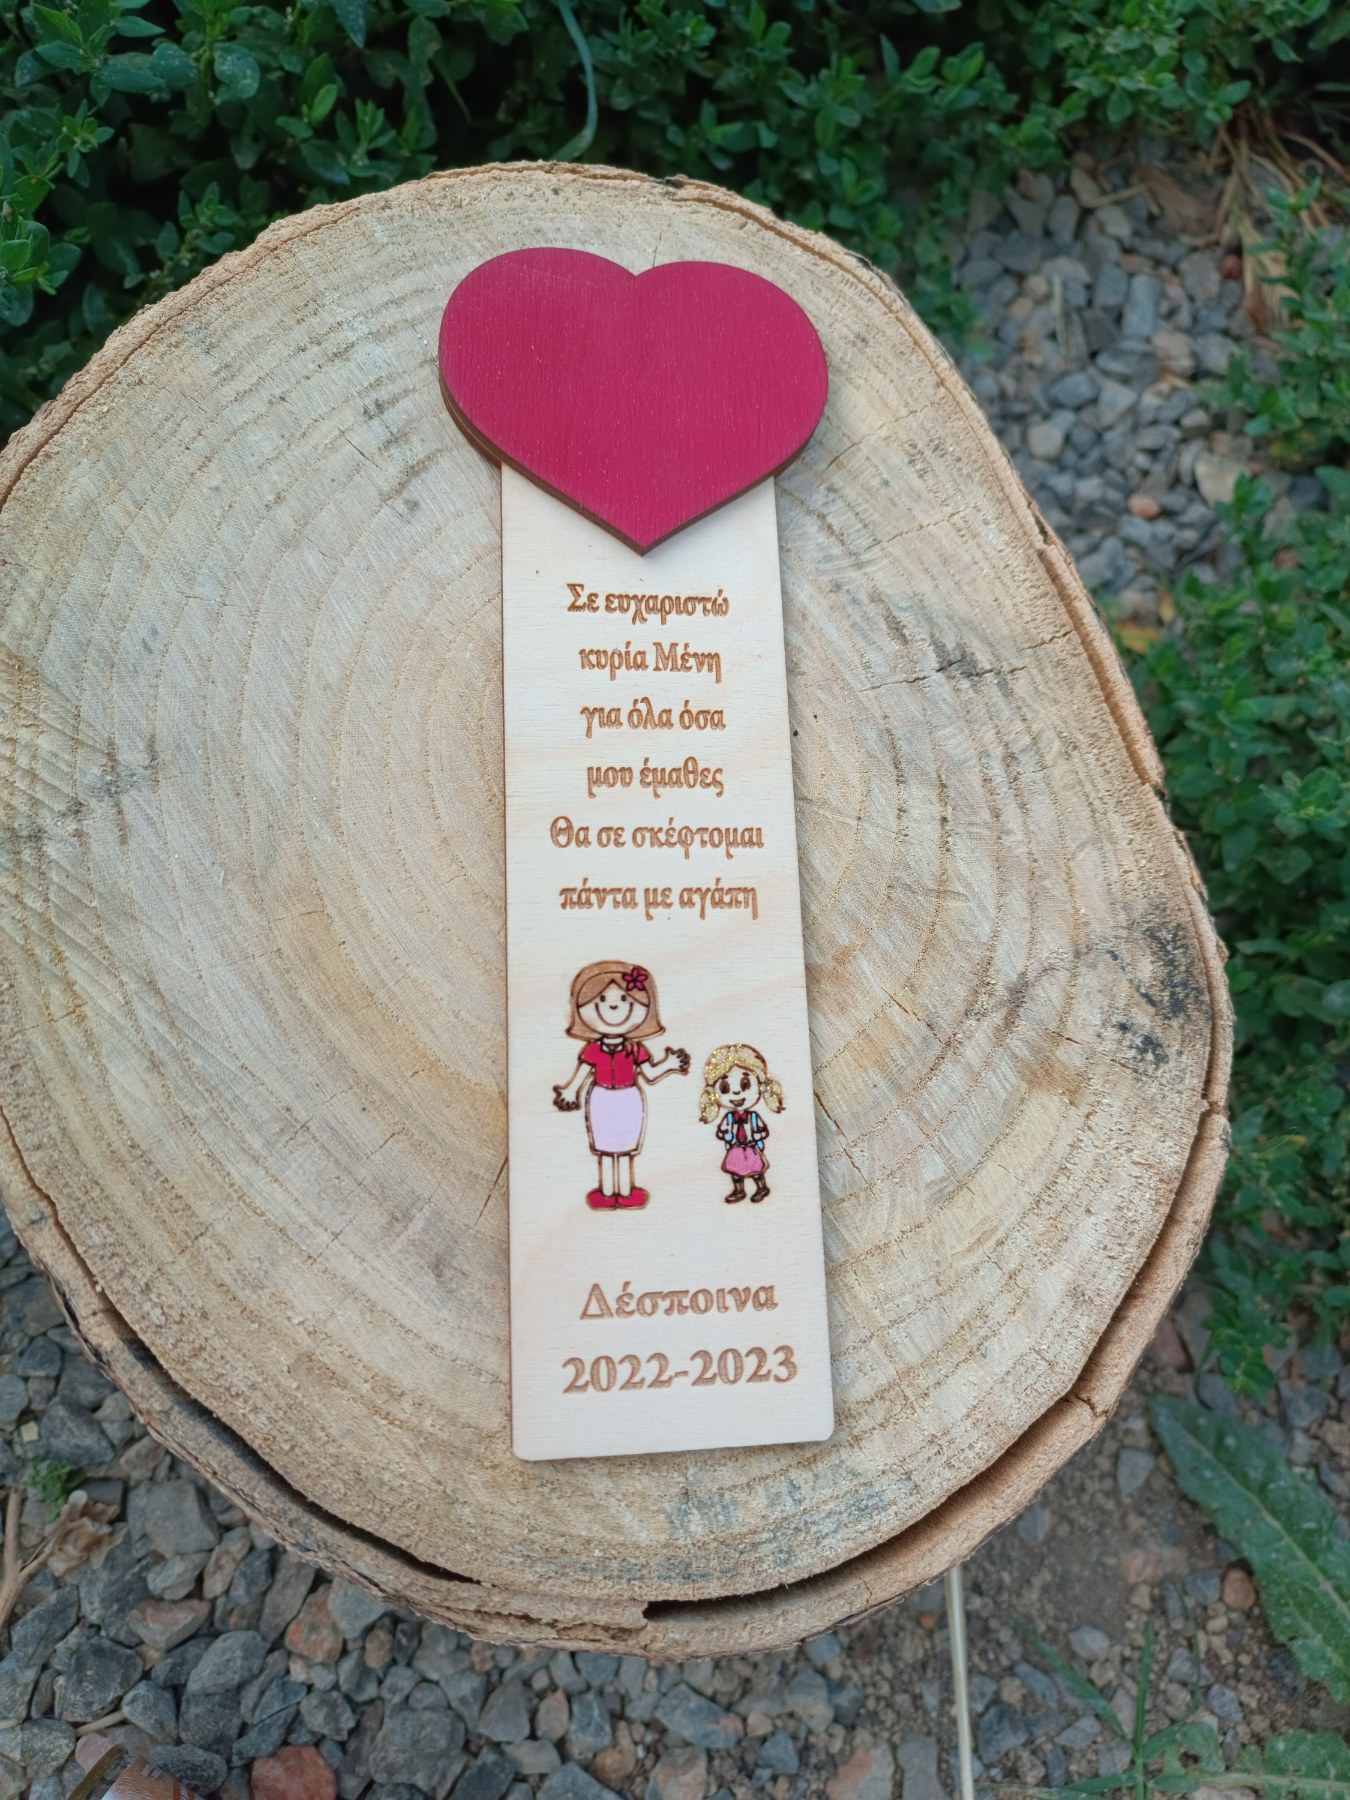 Σε ευχαριστώ
κυρία Μένη
για όλα όσα
μου έμαθες
Θα σε σκέφτομαι
πάντα με αγάπη
Δέσποινα
2022-2023